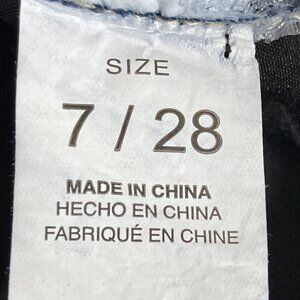 SIZE
7 / 28
MADE IN CHINA
HECHO EN CHINA
FABRIQUÉ EN CHINE